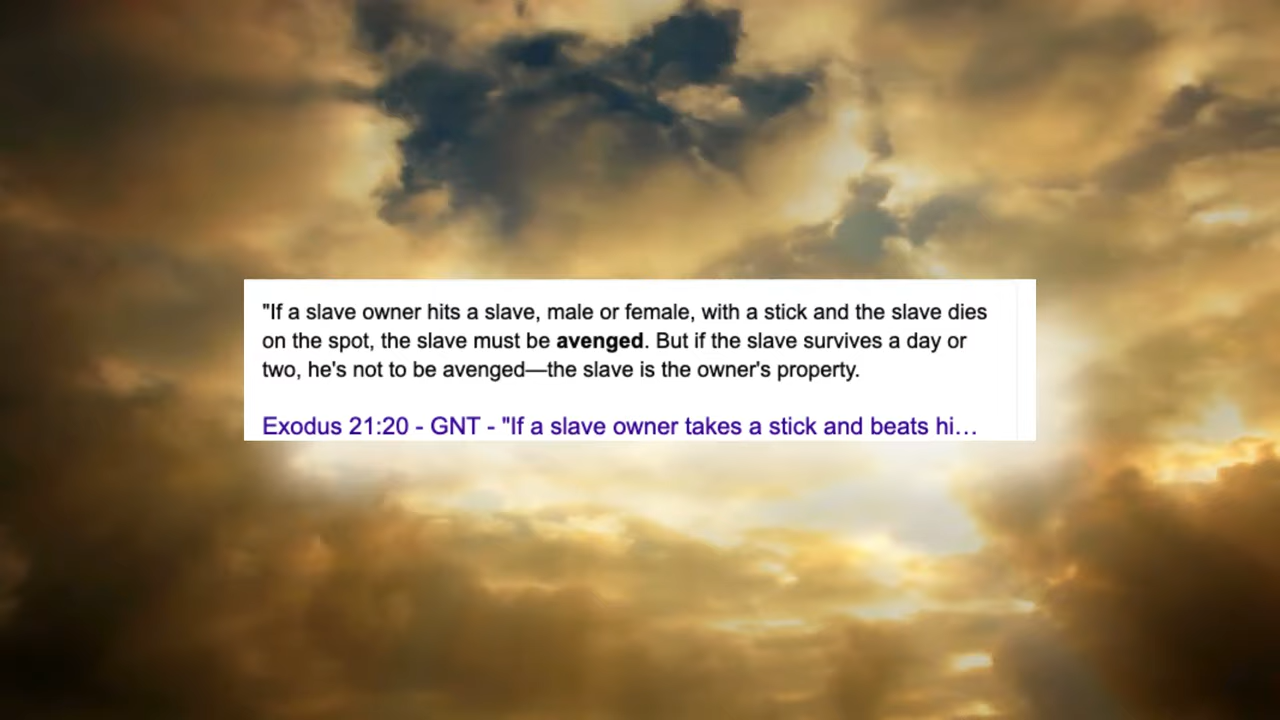 "If a slave owner hits a slave, male or female, with a stick and the slave dies
on the spot, the slave must be avenged. But if the slave survives a day or
two, he's not to be avenged—the slave is the owner's property.
Exodus 21:20 - GNT - "If a slave owner takes a stick and beats hi...